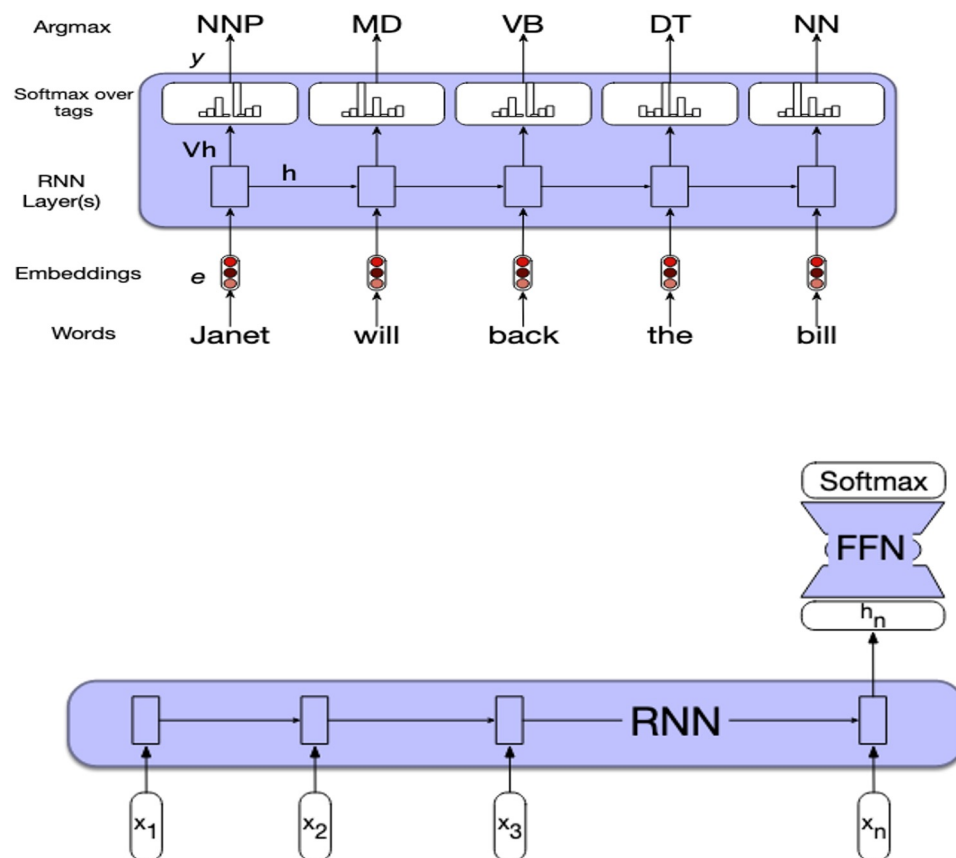 Argmax NNP MD VB DT NN
y
Softmax over
tags
Vh
h
RNN
Layer(s)
Embeddings e
Words Janet will back the bill
Softmax
FFN
hn
RNN
x1 x2 x3 xn